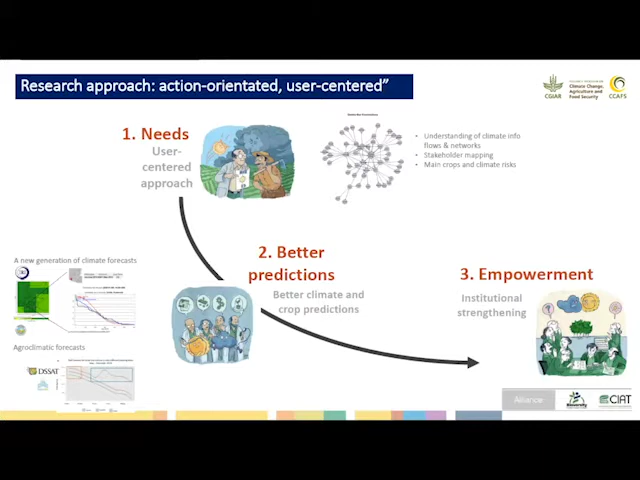 Research approach: action-orientated, user-centered”
CGIAR
Climate Change,
Agriculture and
Food Security
CCAFS
1. Needs
User-
centered
approach
• Understanding of climate info
flows & networks
• Stakeholder mapping
• Main crops and climate risks
2. Better
predictions
Better climate and
crop predictions
3. Empowerment
Institutional
strengthening
A new generation of climate forecasts
Agroclimatic forecasts
DSSAT
Alliance
Bioversity
CIAT